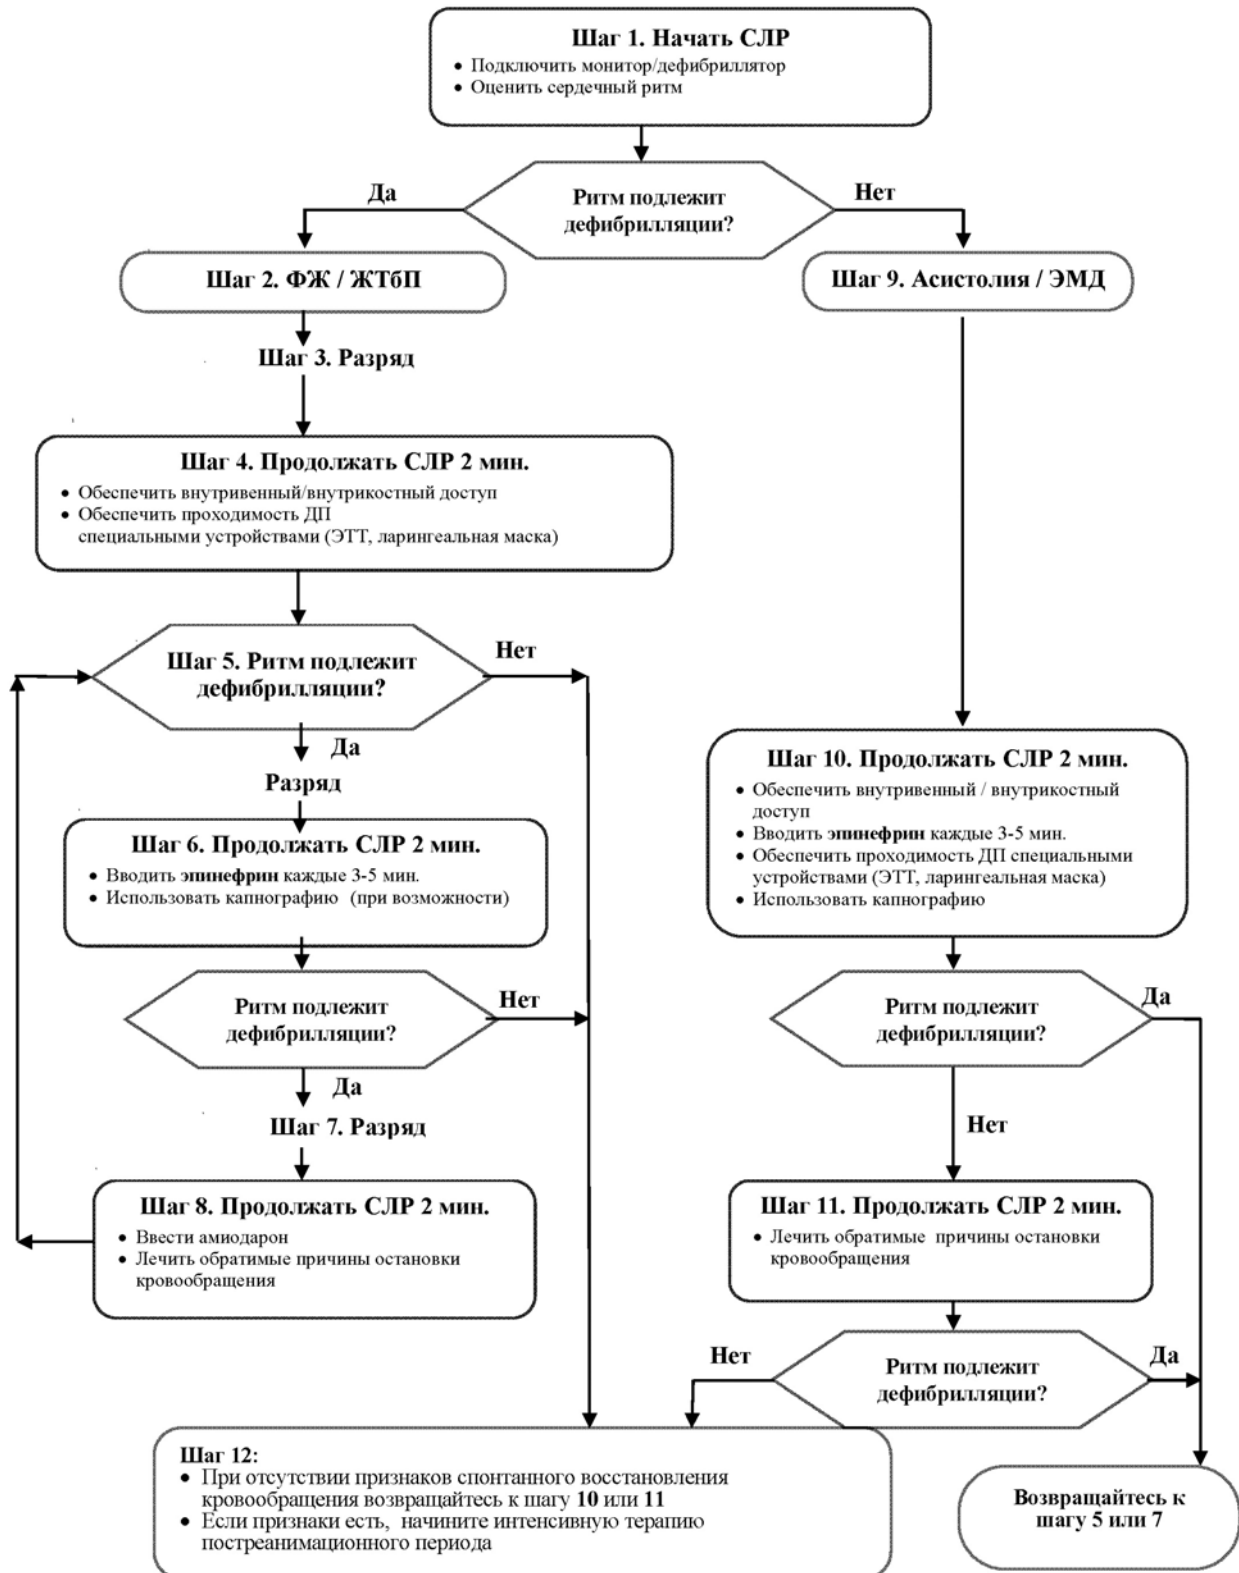 Шаг 1. Начать СЛР
• Подключить монитор/дефибриллятор
• Оценить сердечный ритм
Да
Ритм подлежит
дефибрилляции?
Нет
Шаг 2. ФЖ / ЖТбП
Шаг 9. Асистолия / ЭМД
Шаг 3. Разряд
Шаг 4. Продолжать СЛР 2 мин.
• Обеспечить внутривенный/внутрикостный доступ
• Обеспечить проходимость ДП
специальными устройствами (ЭТТ, ларингеальная маска)
Шаг 5. Ритм подлежит
дефибрилляции?
Нет
Да
Разряд
Шаг 6. Продолжать СЛР 2 мин.
• Вводить эпинефрин каждые 3-5 мин.
• Использовать капнографию (при возможности)
Ритм подлежит
дефибрилляции?
Нет
Да
Шаг 7. Разряд
Шаг 8. Продолжать СЛР 2 мин.
• Ввести амиодарон
• Лечить обратимые причины остановки
кровообращения
Шаг 10. Продолжать СЛР 2 мин.
• Обеспечить внутривенный / внутрикостный
доступ
• Вводить эпинефрин каждые 3-5 мин.
• Обеспечить проходимость ДП специальными
устройствами (ЭТТ, ларингеальная маска)
• Использовать капнографию
Ритм подлежит
дефибрилляции?
Да
Нет
Шаг 11. Продолжать СЛР 2 мин.
• Лечить обратимые причины остановки
кровообращения
Нет
Ритм подлежит
дефибрилляции?
Да
Шаг 12:
• При отсутствии признаков спонтанного восстановления
кровообращения возвращайтесь к шагу 10 или 11
• Если признаки есть, начините интенсивную терапию
постреанимационного периода
Возвращайтесь к
шагу 5 или 7